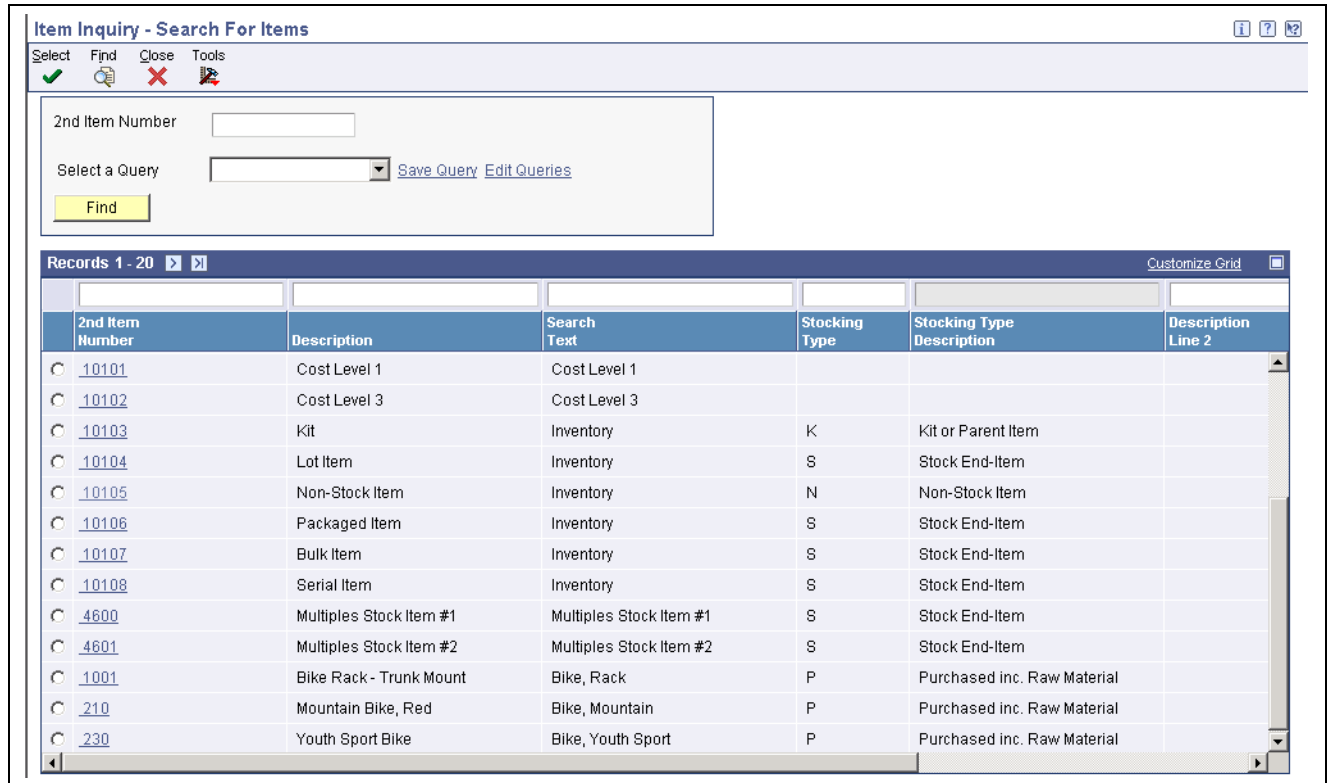 Item Inquiry - Search For Items
Select Find Close Tools
2nd Item Number
Select a Query Save Query Edit Queries
Find
Records 1 - 20 Customize Grid
2nd Item Number Description Search Text Stocking Type Stocking Type Description Description Line 2
10101 Cost Level 1 Cost Level 1
10102 Cost Level 3 Cost Level 3
10103 Kit Inventory K Kit or Parent Item
10104 Lot Item Inventory S Stock End-Item
10105 Non-Stock Item Inventory N Non-Stock Item
10106 Packaged Item Inventory S Stock End-Item
10107 Bulk Item Inventory S Stock End-Item
10108 Serial Item Inventory S Stock End-Item
4600 Multiples Stock Item #1 Multiples Stock Item #1 S Stock End-Item
4601 Multiples Stock Item #2 Multiples Stock Item #2 S Stock End-Item
1001 Bike Rack - Trunk Mount Bike, Rack P Purchased inc. Raw Material
210 Mountain Bike, Red Bike, Mountain P Purchased inc. Raw Material
230 Youth Sport Bike Bike, Youth Sport P Purchased inc. Raw Material